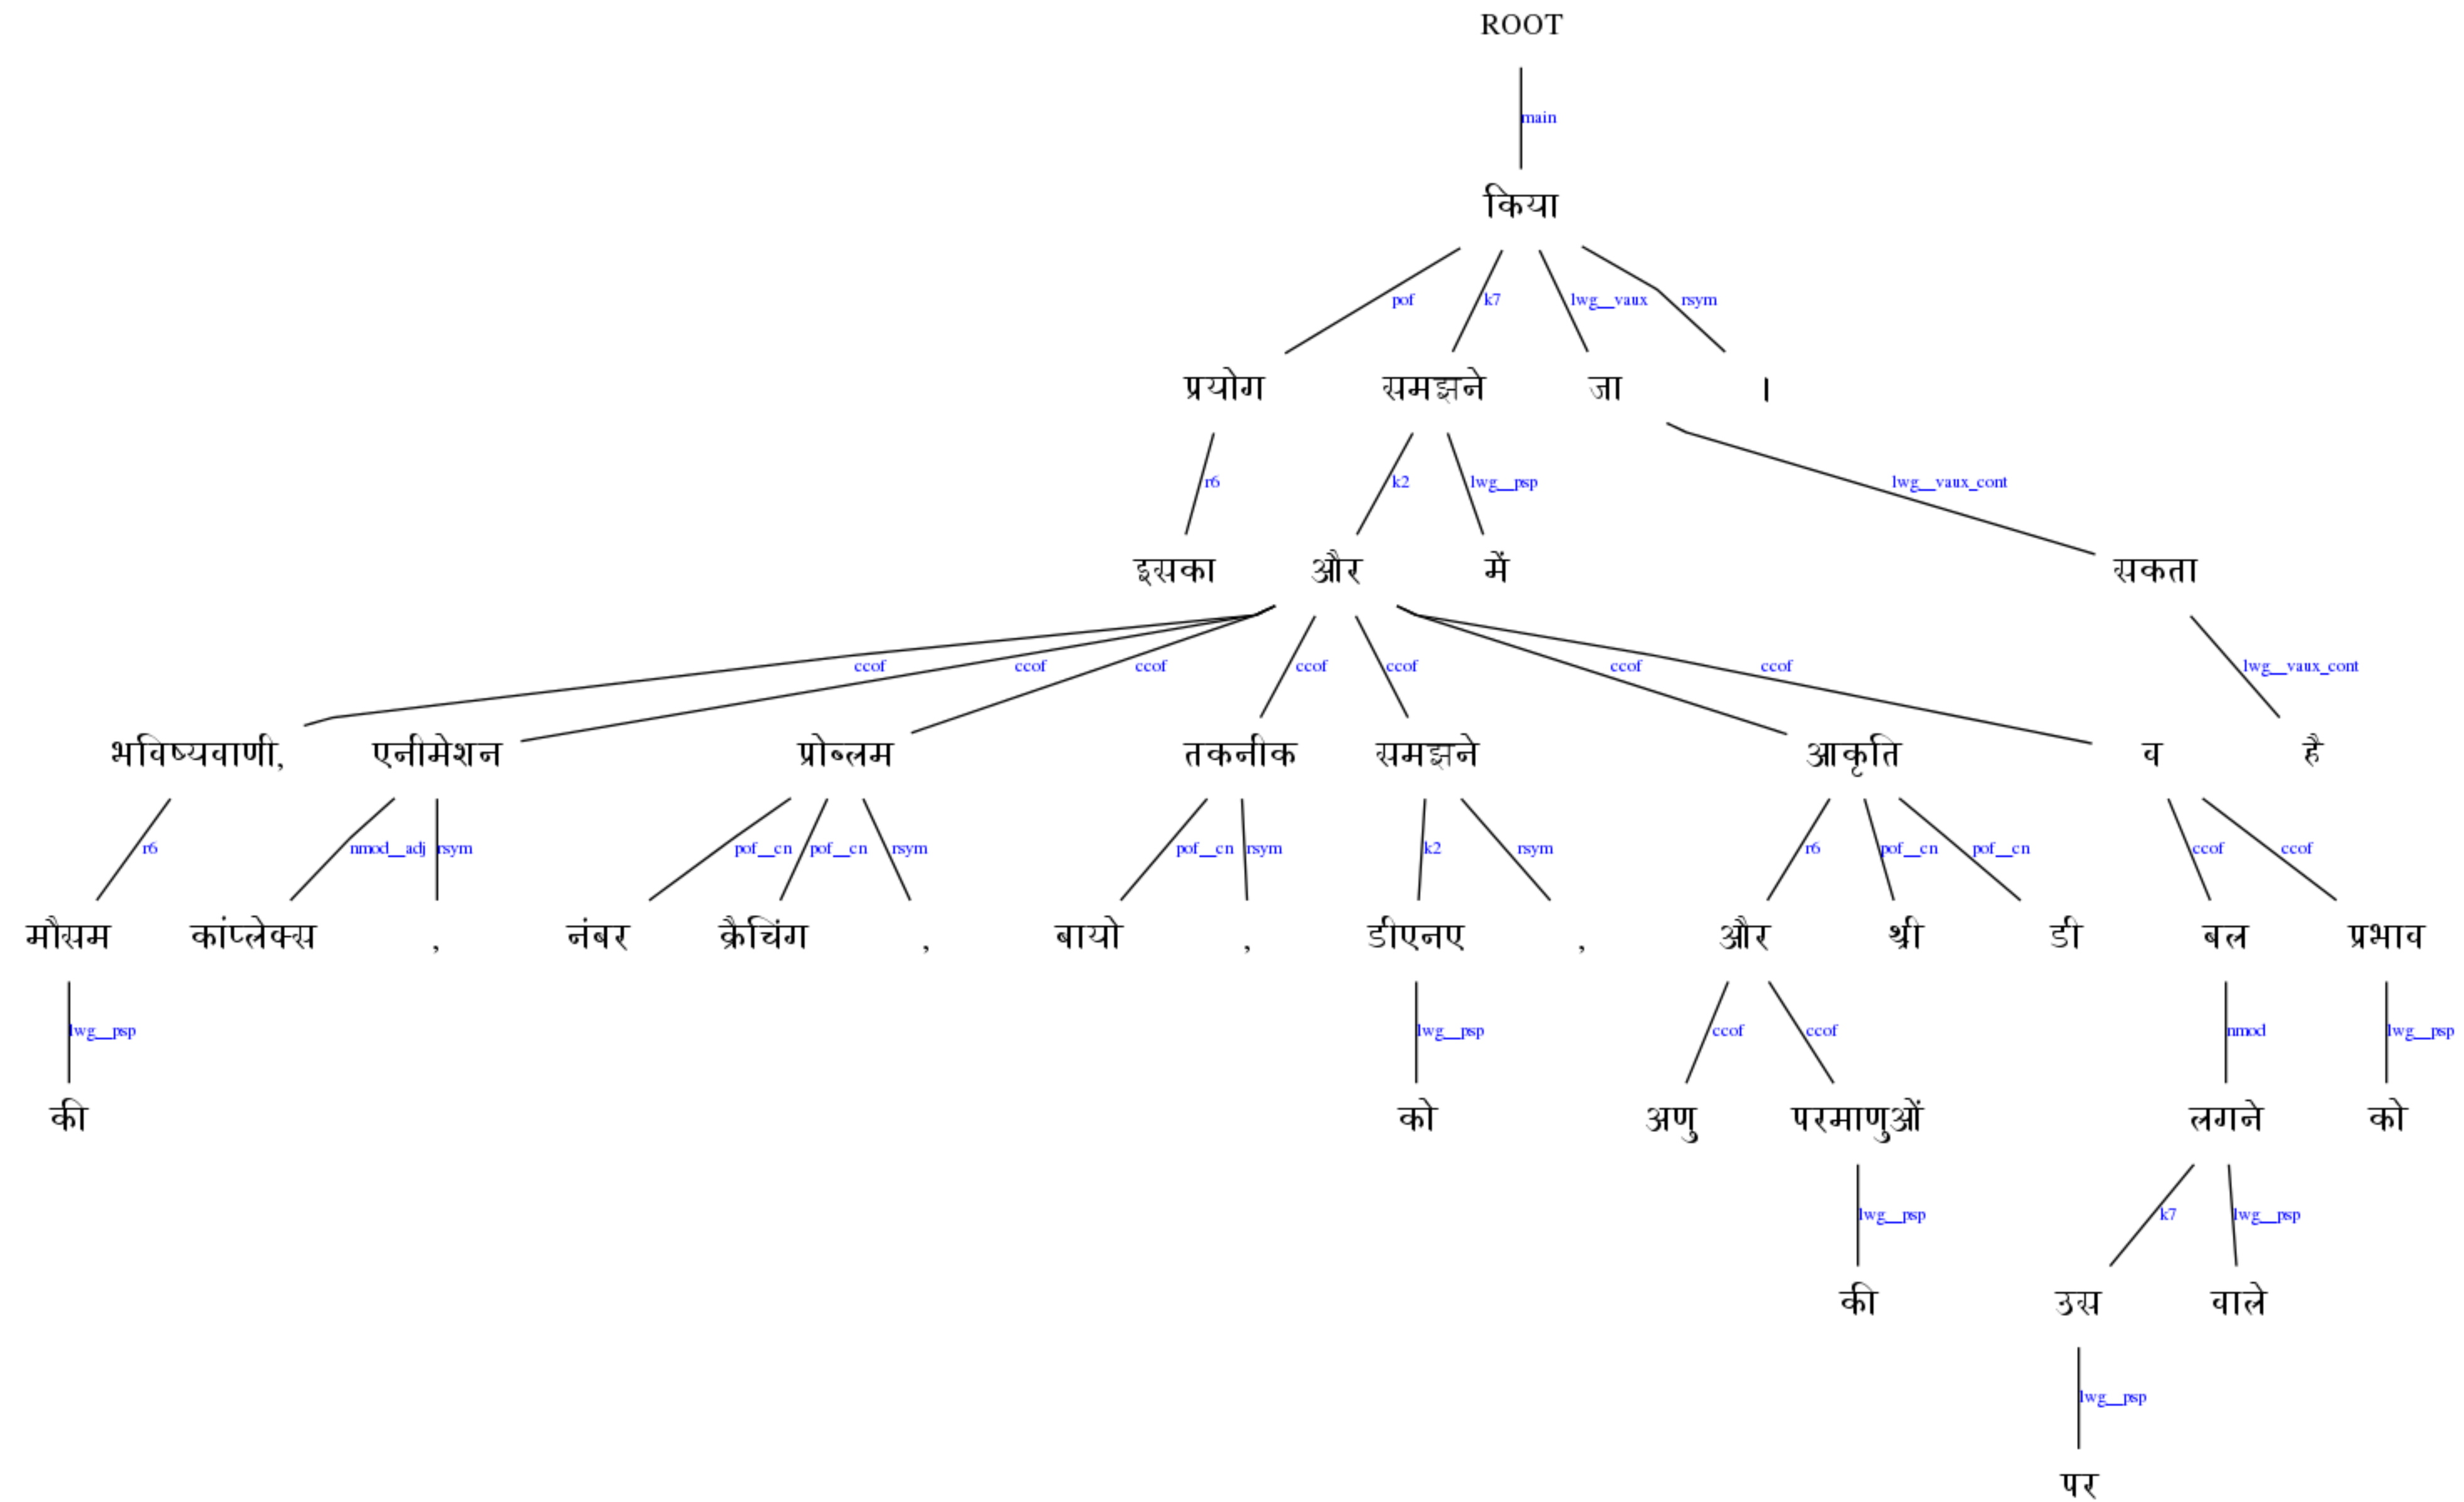 ROOT
main
किया
pof k7 lwg__vaux rsym
प्रयोग समझने जा ।
r6 k2 lwg__psp lwg__vaux_cont
इसका और में सकता
ccof ccof ccof ccof ccof ccof ccof lwg__vaux_cont
भविष्यवाणी, एनीमेशन प्रोब्लम तकनीक समझने आकृति व है
r6 nmod__adj rsym pof__cn pof__cn rsym pof__cn rsym k2 rsym r6 pof__cn pof__cn ccof ccof
मौसम कांप्लेक्स , नंबर क्रैचिंग , बायो , डीएनए , और थ्री डी बल प्रभाव
lwg__psp lwg__psp ccof ccof nmod lwg__psp
की को अणु परमाणुओं लगने को
lwg__psp k7 lwg__psp
की उस वाले
lwg__psp
पर